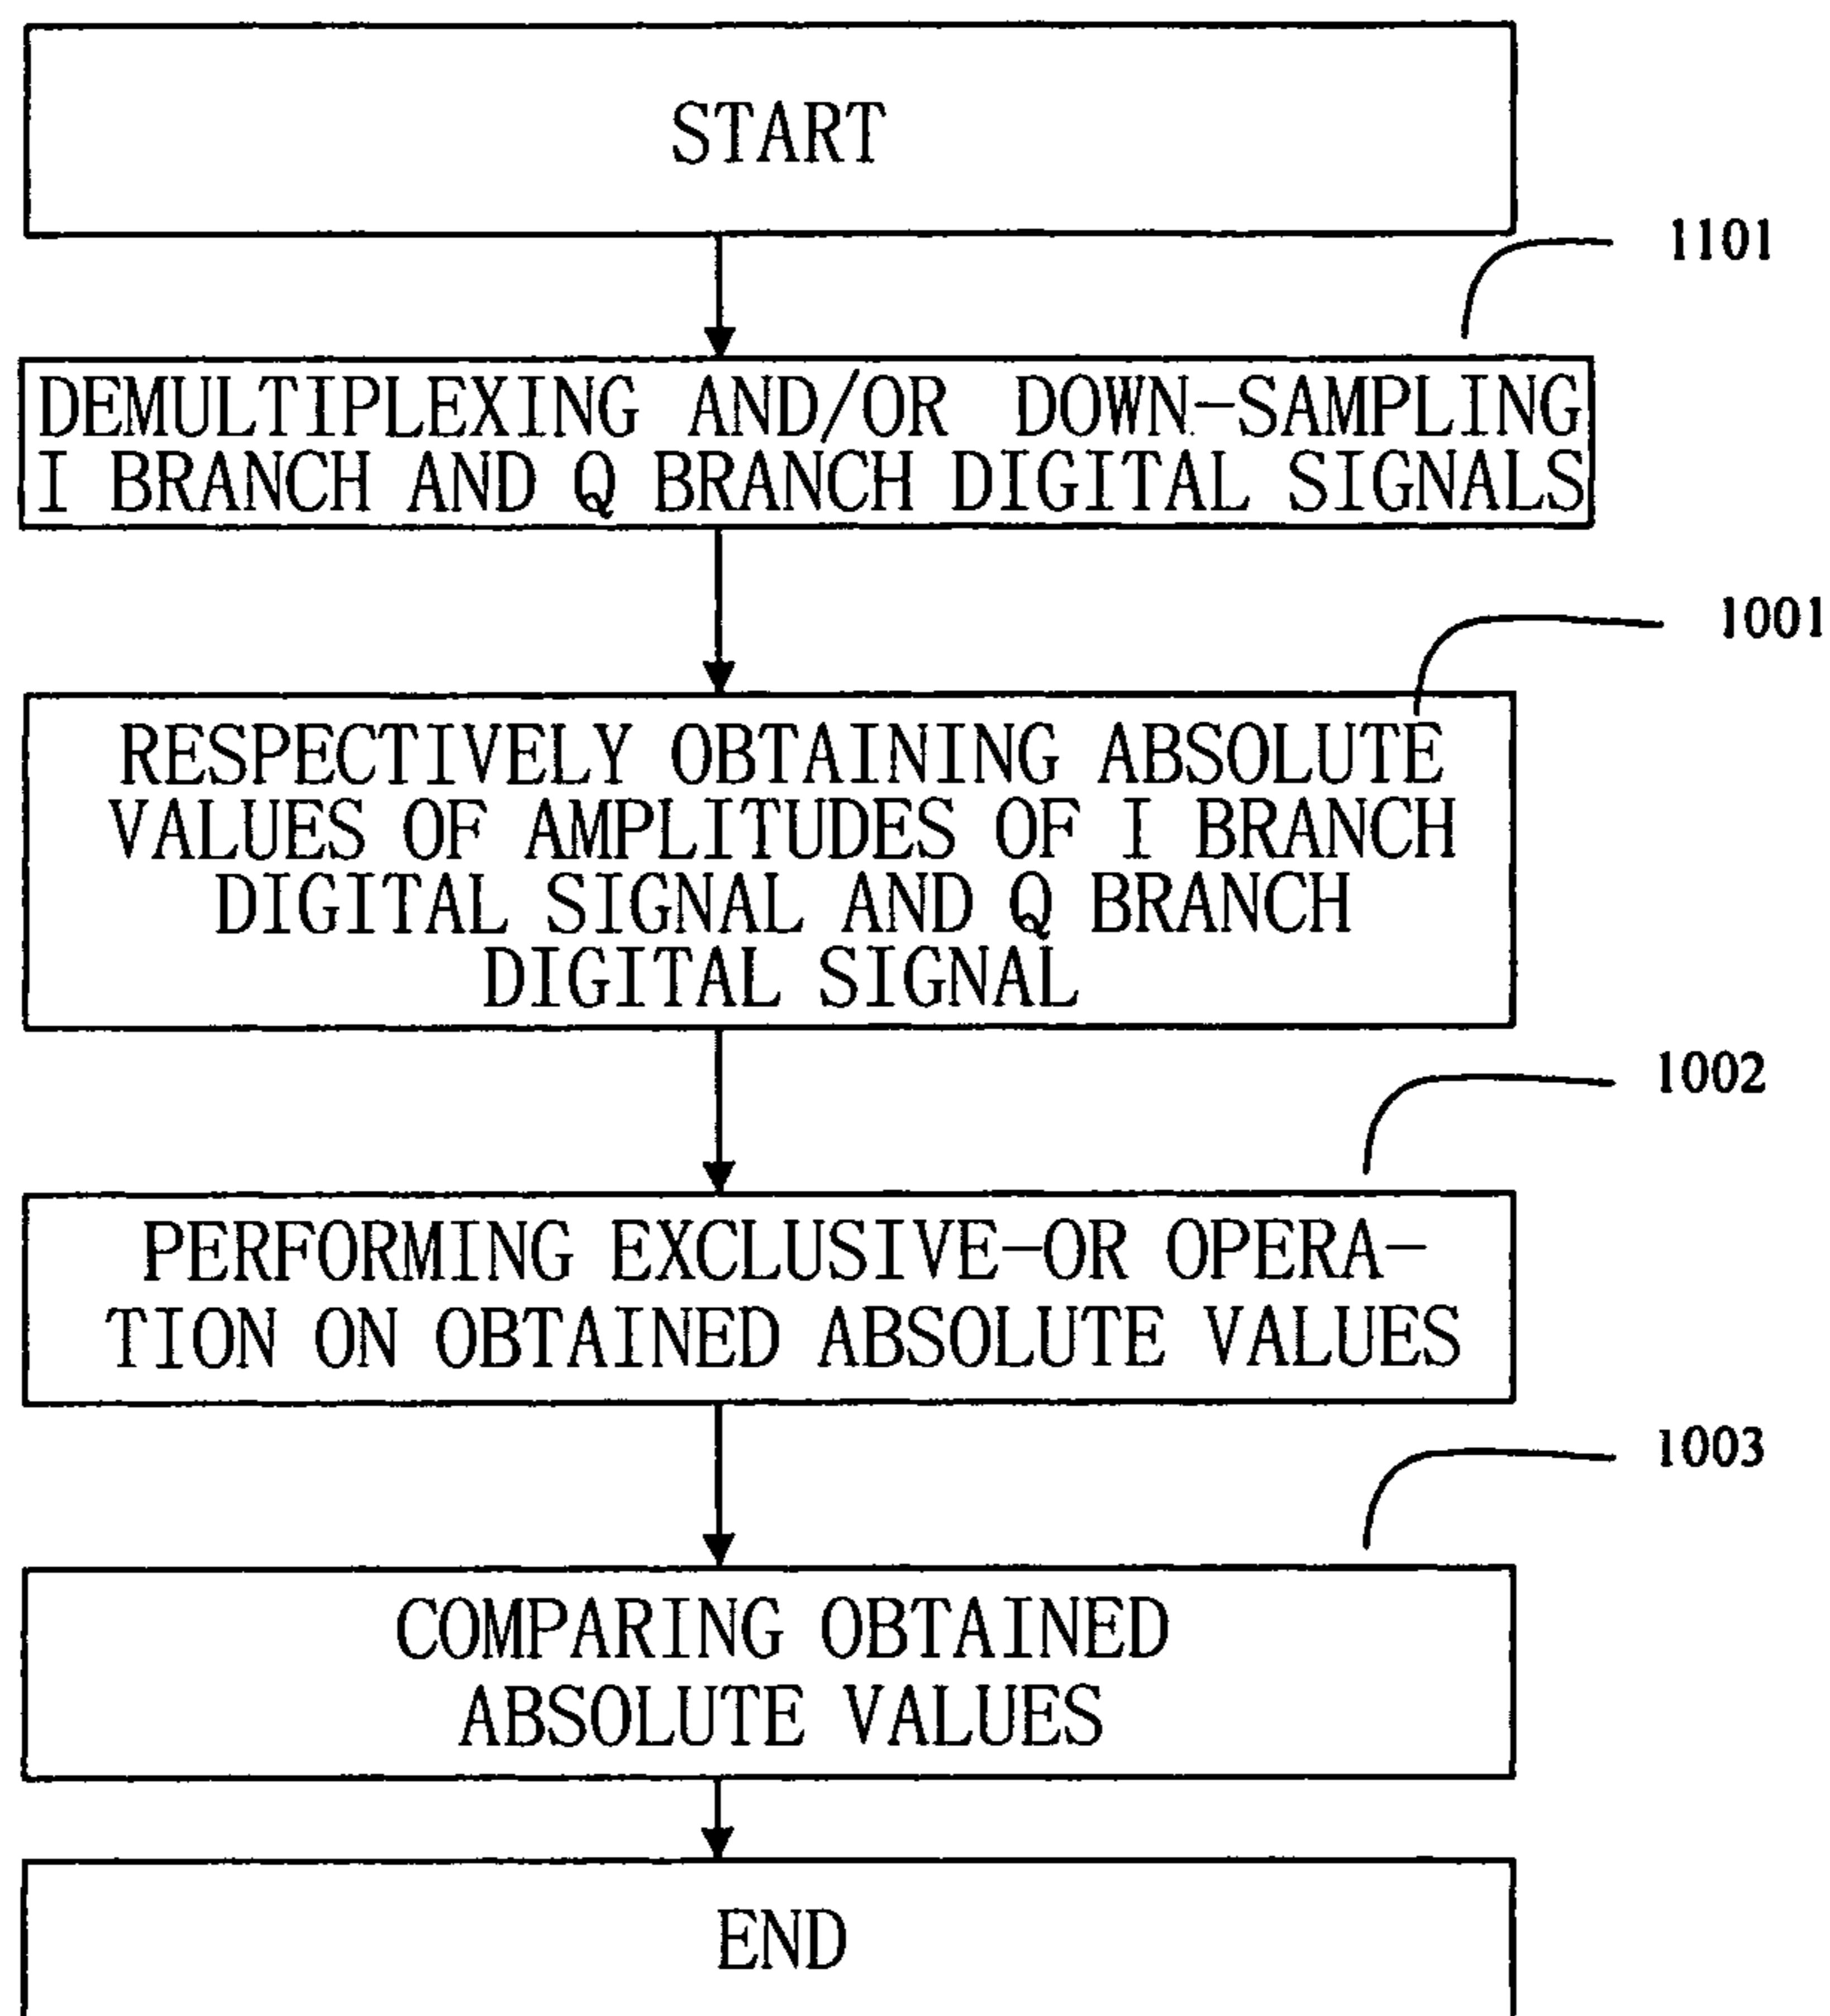 START
1101
DEMULTIPLEXING AND/OR DOWN-SAMPLING
I BRANCH AND Q BRANCH DIGITAL SIGNALS
1001
RESPECTIVELY OBTAINING ABSOLUTE
VALUES OF AMPLITUDES OF I BRANCH
DIGITAL SIGNAL AND Q BRANCH
DIGITAL SIGNAL
1002
PERFORMING EXCLUSIVE-OR OPERA-
TION ON OBTAINED ABSOLUTE VALUES
1003
COMPARING OBTAINED
ABSOLUTE VALUES
END